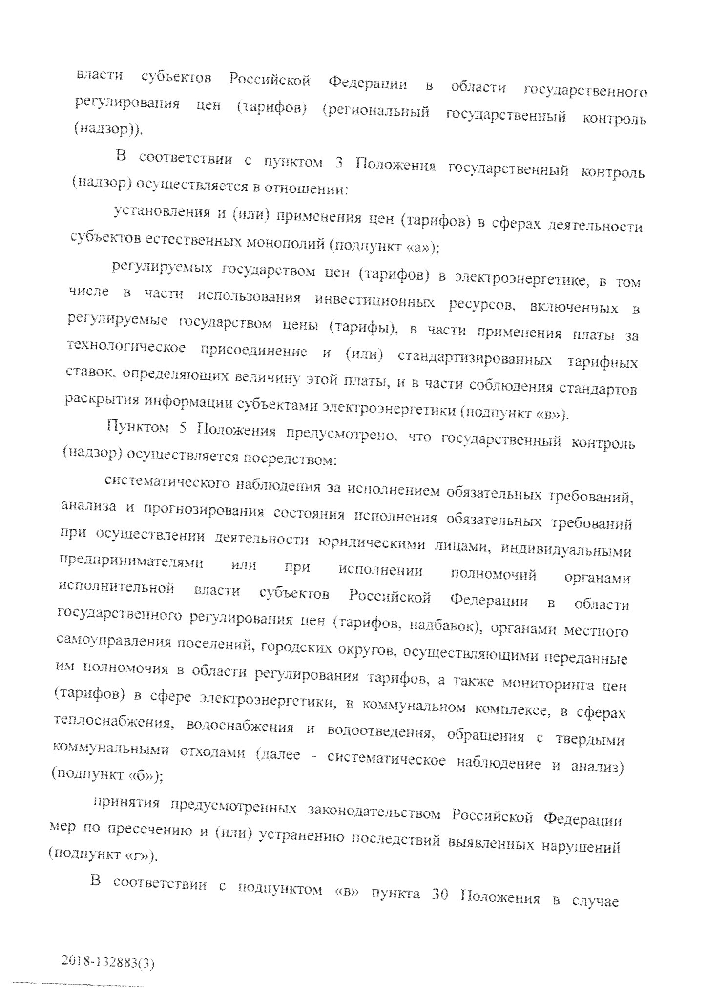 власти субъектов Российской Федерации в области государственного
регулирования цен (тарифов) (региональный государственный контроль
(надзор)).
В соответствии с пунктом 3 Положения государственный контроль
(надзор) осуществляется в отношении:
установления и (или) применения цен (тарифов) в сферах деятельности
субъектов естественных монополий (подпункт «а»);
регулируемых государством цен (тарифов) в электроэнергетике, в том
числе в части использования инвестиционных ресурсов, включенных в
регулируемые государством цены (тарифы), в части применения платы за
технологическое присоединение и (или) стандартизированных тарифных
ставок, определяющих величину этой платы, и в части соблюдения стандартов
раскрытия информации субъектами электроэнергетики (подпункт «в»).
Пунктом 5 Положения предусмотрено, что государственный контроль
(надзор) осуществляется посредством:
систематического наблюдения за исполнением обязательных требований,
анализа и прогнозирования состояния исполнения обязательных требований
при осуществлении деятельности юридическими лицами, индивидуальными
предпринимателями или при исполнении полномочий органами
исполнительной власти субъектов Российской Федерации в области
государственного регулирования цен (тарифов, надбавок), органами местного
самоуправления поселений, городских округов, осуществляющими переданные
им полномочия в области регулирования тарифов, а также мониторинга цен
(тарифов) в сфере электроэнергетики, в коммунальном комплексе, в сферах
теплоснабжения, водоснабжения и водоотведения, обращения с твердыми
коммунальными отходами (далее - систематическое наблюдение и анализ)
(подпункт «б»);
принятия предусмотренных законодательством Российской Федерации
мер по пресечению и (или) устранению последствий выявленных нарушений
(подпункт «г»).
В соответствии с подпунктом «в» пункта 30 Положения в случае
2018-132883(3)